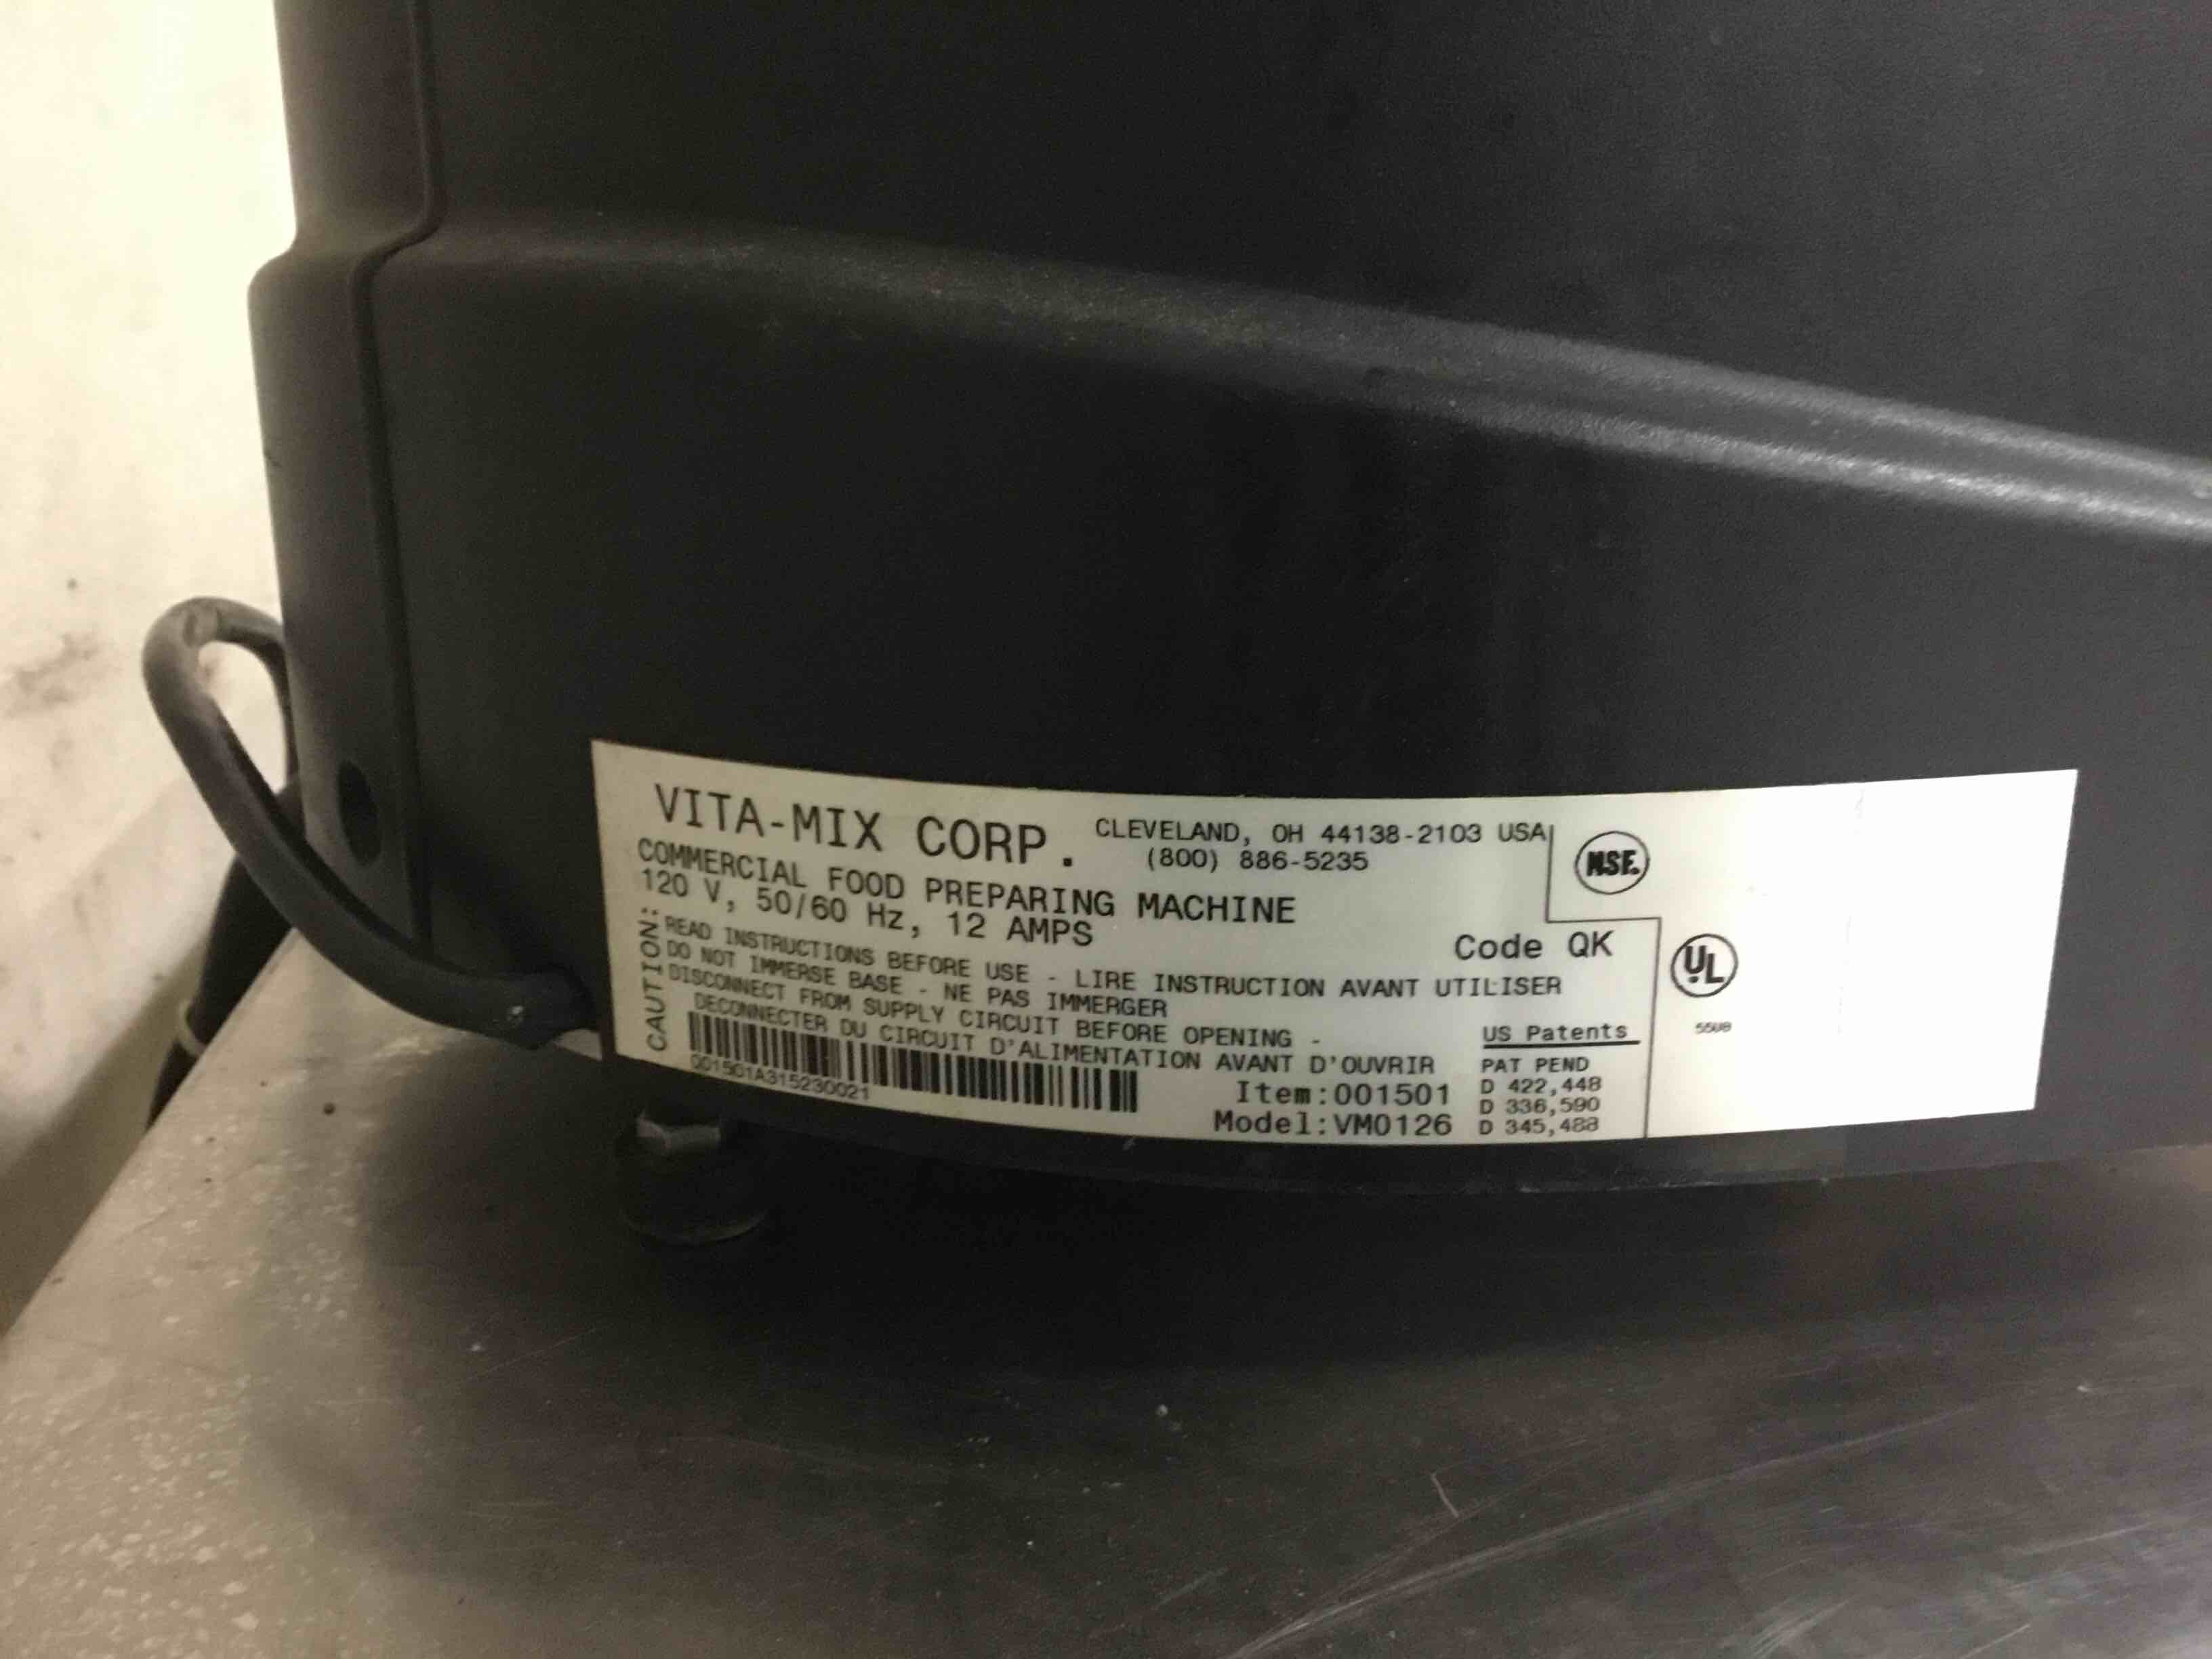 VITA-MIX CORP. CLEVELAND, OH 44138-2103 USA
(800) 886-5235
COMMERCIAL FOOD PREPARING MACHINE
120 V, 50/60 Hz, 12 AMPS
NSF.
Code QK
UL
55U8
CAUTION:
READ INSTRUCTIONS BEFORE USE - LIRE INSTRUCTION AVANT UTILISER
DO NOT IMMERSE BASE - NE PAS IMMERGER
DISCONNECT FROM SUPPLY CIRCUIT BEFORE OPENING -
DECONNECTER DU CIRCUIT D'ALIMENTATION AVANT D'OUVRIR
001501A315230021
Item:001501
Model:VM0126
US Patents
PAT PEND
D 422,448
D 336,590
D 345,488